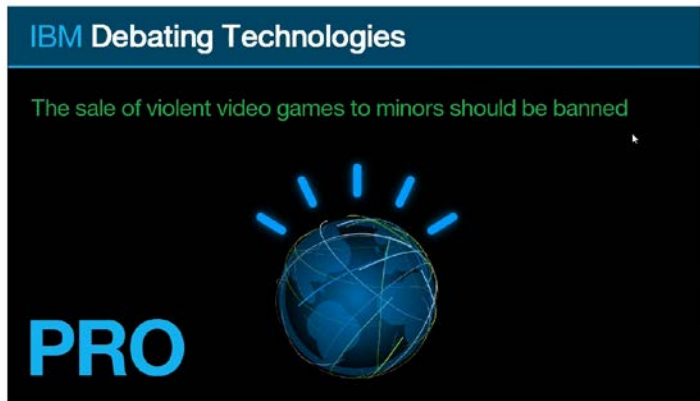 IBM Debating Technologies
The sale of violent video games to minors should be banned
PRO